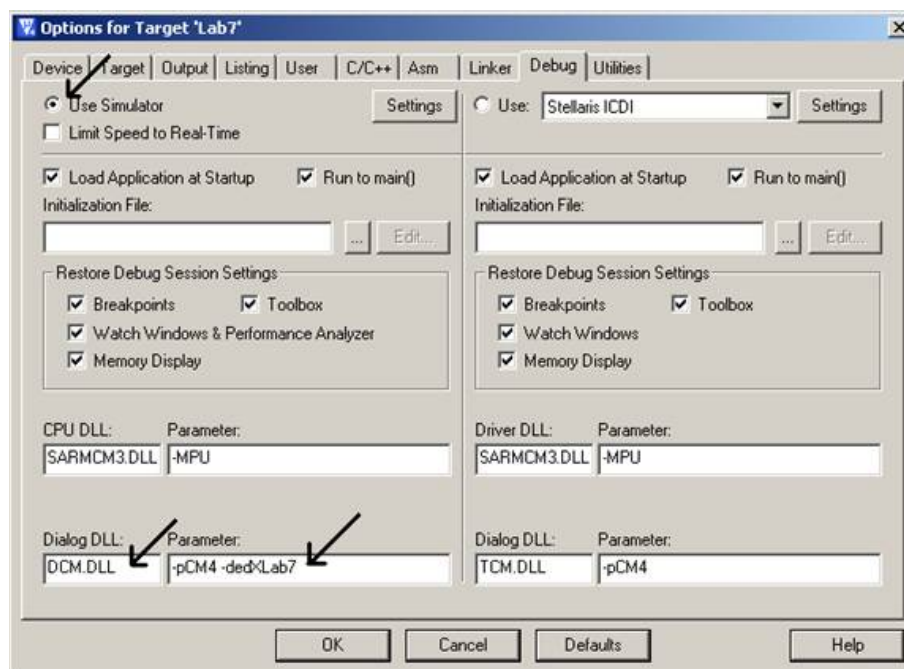 Options for Target 'Lab7'
Device Target Output Listing User C/C++ Asm Linker Debug Utilities
Use Simulator Settings Use: Stellaris ICDI Settings
Limit Speed to Real-Time
Load Application at Startup Run to main() Load Application at Startup Run to main()
Initialization File: Initialization File:
... Edit... ... Edit...
Restore Debug Session Settings Restore Debug Session Settings
Breakpoints Toolbox Breakpoints Toolbox
Watch Windows & Performance Analyzer Watch Windows
Memory Display Memory Display
CPU DLL: Parameter: Driver DLL: Parameter:
SARMCM3.DLL -MPU SARMCM3.DLL -MPU
Dialog DLL: Parameter: Dialog DLL: Parameter:
DCM.DLL -pCM4 -dedXLab7 TCM.DLL -pCM4
OK Cancel Defaults Help